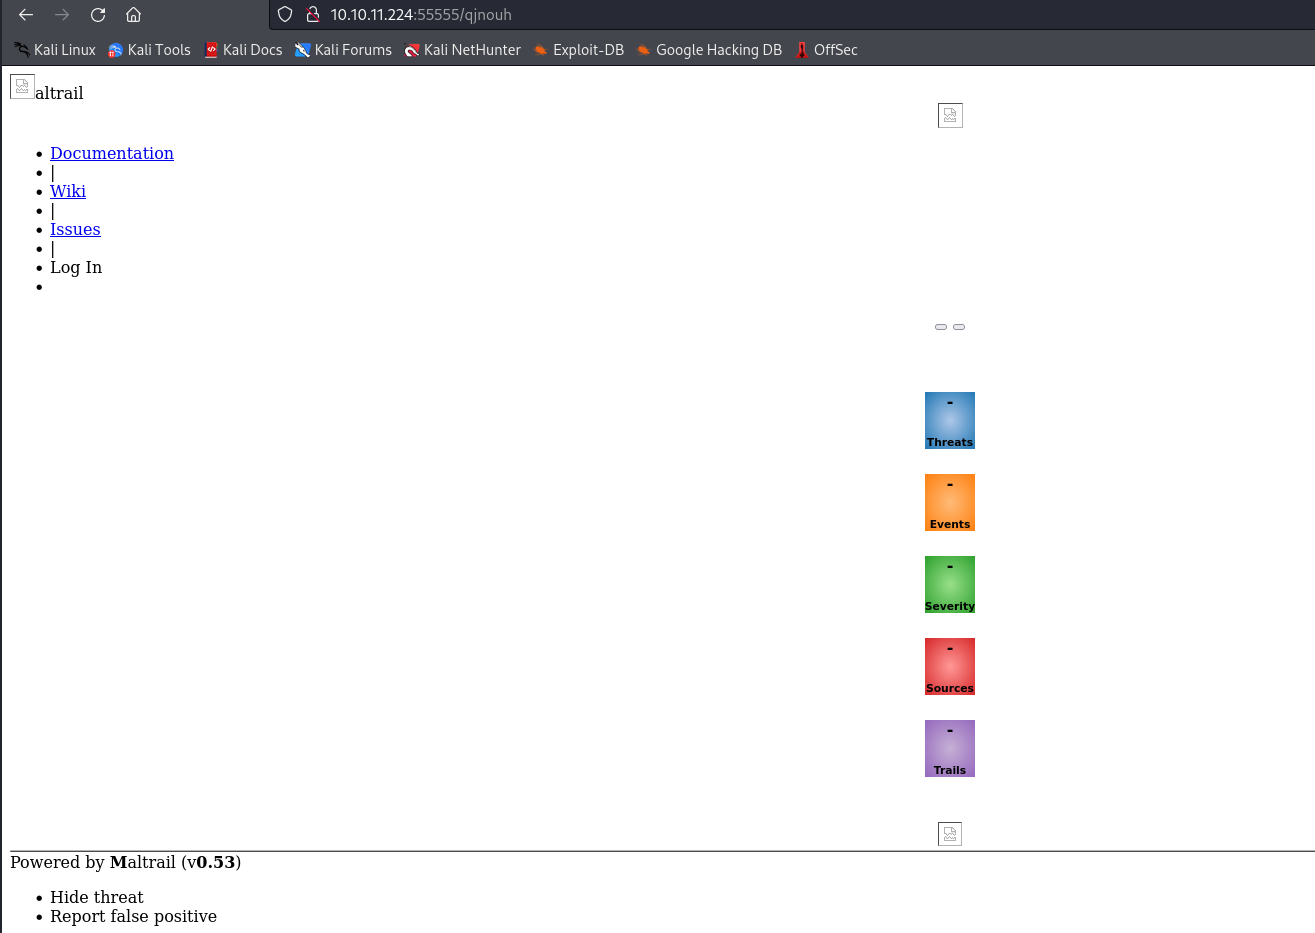 10.10.11.224:55555/qjnouh
Kali Linux Kali Tools Kali Docs Kali Forums Kali NetHunter Exploit-DB Google Hacking DB OffSec
altrail
Documentation
|
Wiki
|
Issues
|
Log In
-
Threats
-
Events
-
Severity
-
Sources
-
Trails
Powered by Maltrail (v0.53)
Hide threat
Report false positive